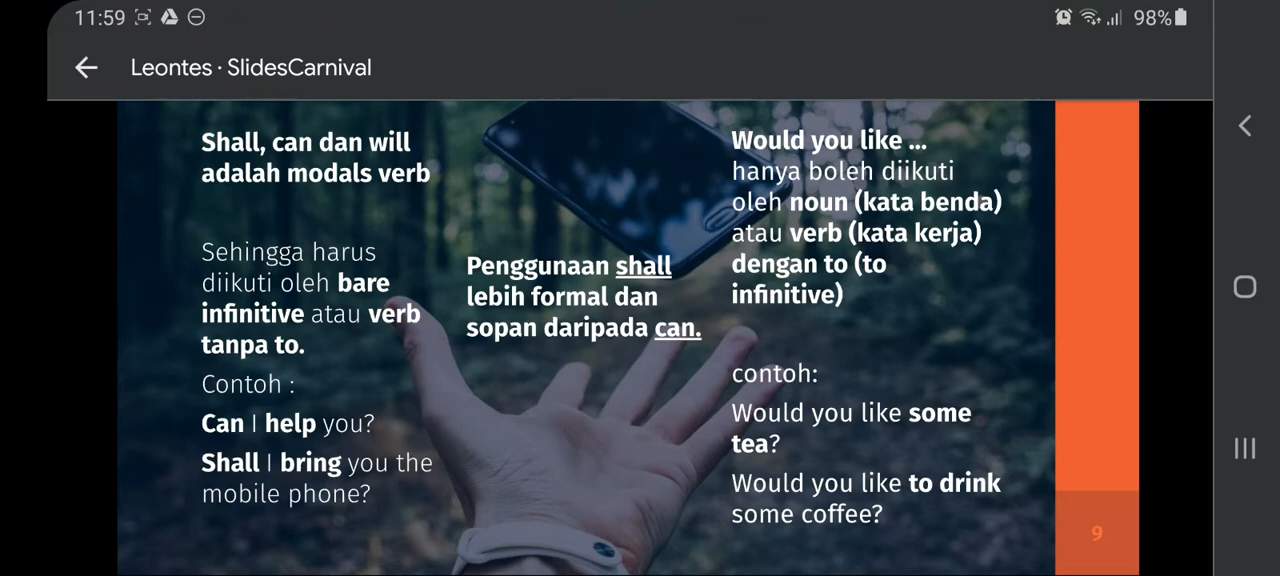 11:59
98%
Leontes · SlidesCarnival
Shall, can dan will
adalah modals verb
Sehingga harus
diikuti oleh bare
infinitive atau verb
tanpa to.
Contoh :
Can I help you?
Shall I bring you the
mobile phone?
Penggunaan shall
lebih formal dan
sopan daripada can.
Would you like ...
hanya boleh diikuti
oleh noun (kata benda)
atau verb (kata kerja)
dengan to (to
infinitive)
contoh:
Would you like some
tea?
Would you like to drink
some coffee?
9